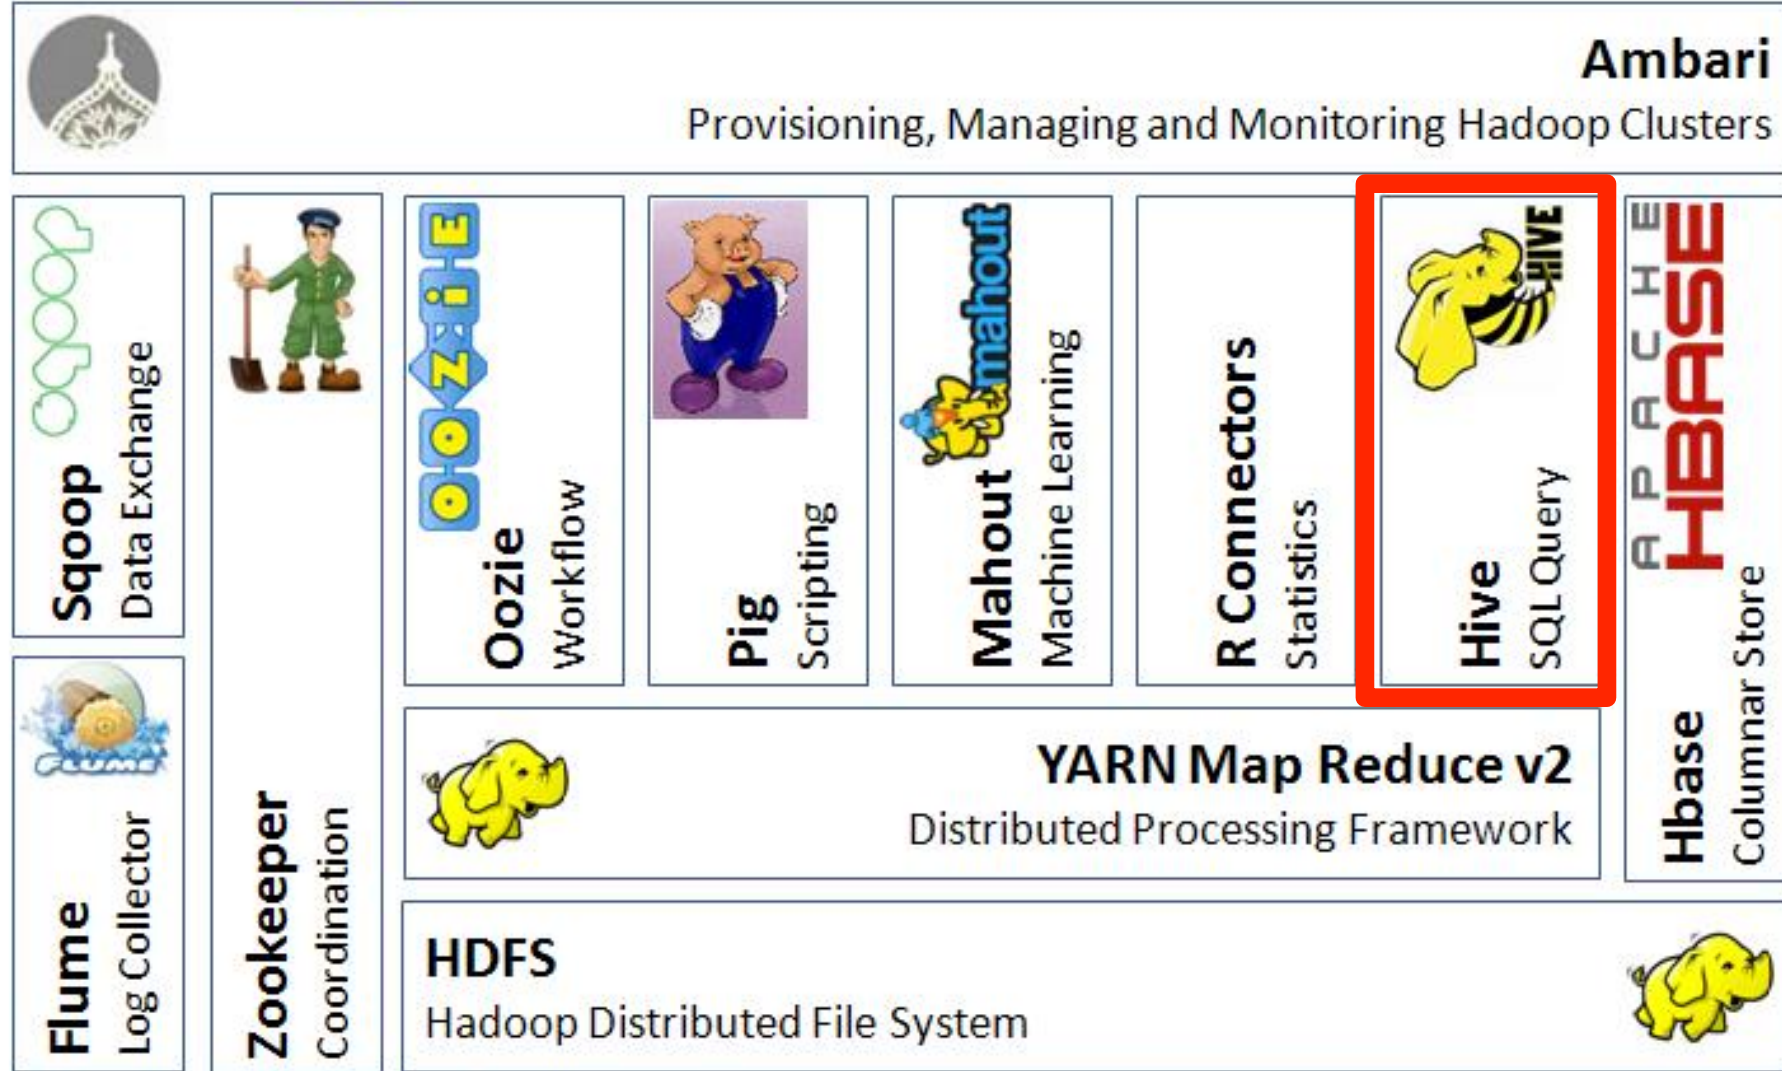 Ambari
Provisioning, Managing and Monitoring Hadoop Clusters
sqoop
Sqoop
Data Exchange
FLUME
Flume
Log Collector
Zookeeper
Coordination
OOZIE
Oozie
Workflow
Pig
Scripting
mahout
Mahout
Machine Learning
R Connectors
Statistics
HIVE
Hive
SQL Query
APACHE
HBASE
Hbase
Columnar Store
YARN Map Reduce v2
Distributed Processing Framework
HDFS
Hadoop Distributed File System